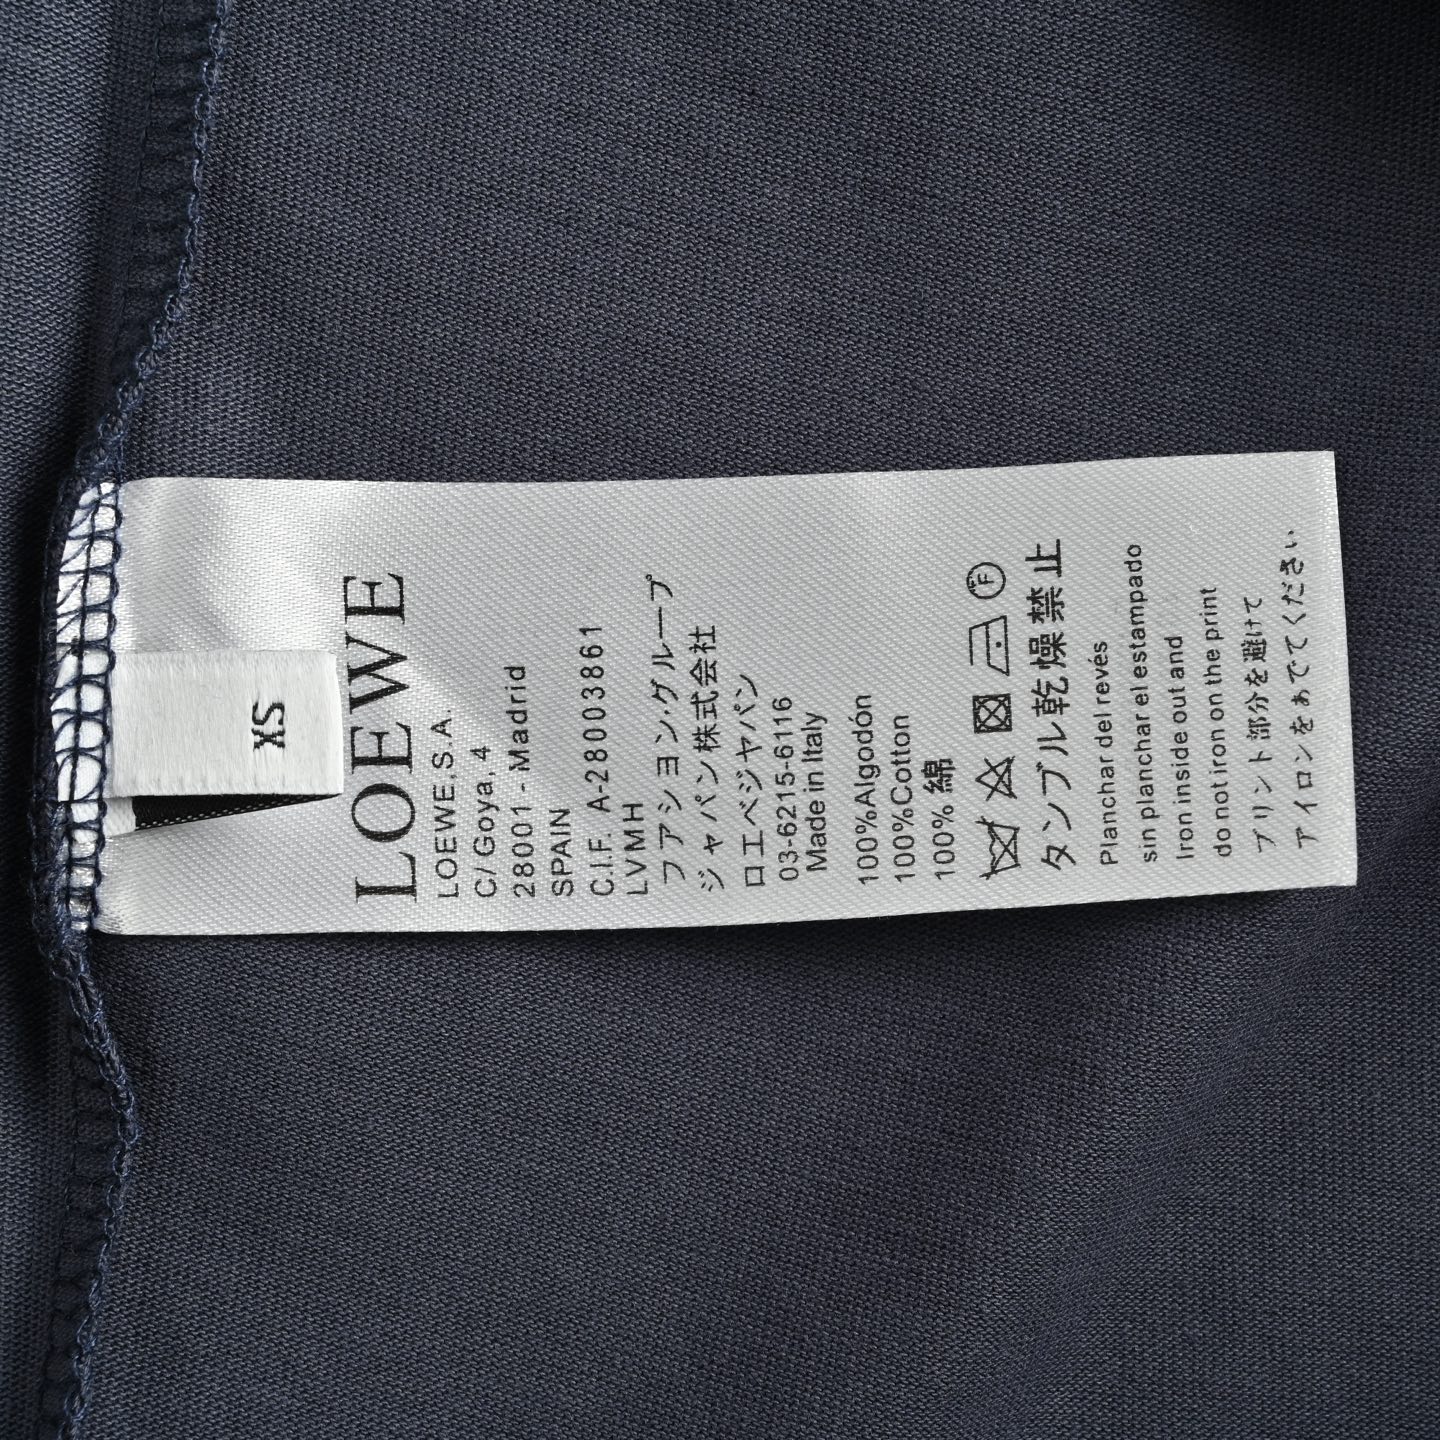 XS
LOEWE
LOEWE,S.A.
C/ Goya, 4
28001-Madrid
SPAIN
C.I.F. A-28003861
LVMH
フアシヨン·グループ
ジャパン株式会社
ロエベジャパン
03-6215-6116
Made in Italy
100%Algodón
100%Cotton
100% 綿
F
タンブル乾燥禁止
Planchar del revés
sin planchar el estampado
Iron inside out and
do not iron on the print
プリント部分を避けて
アイロンをあててください